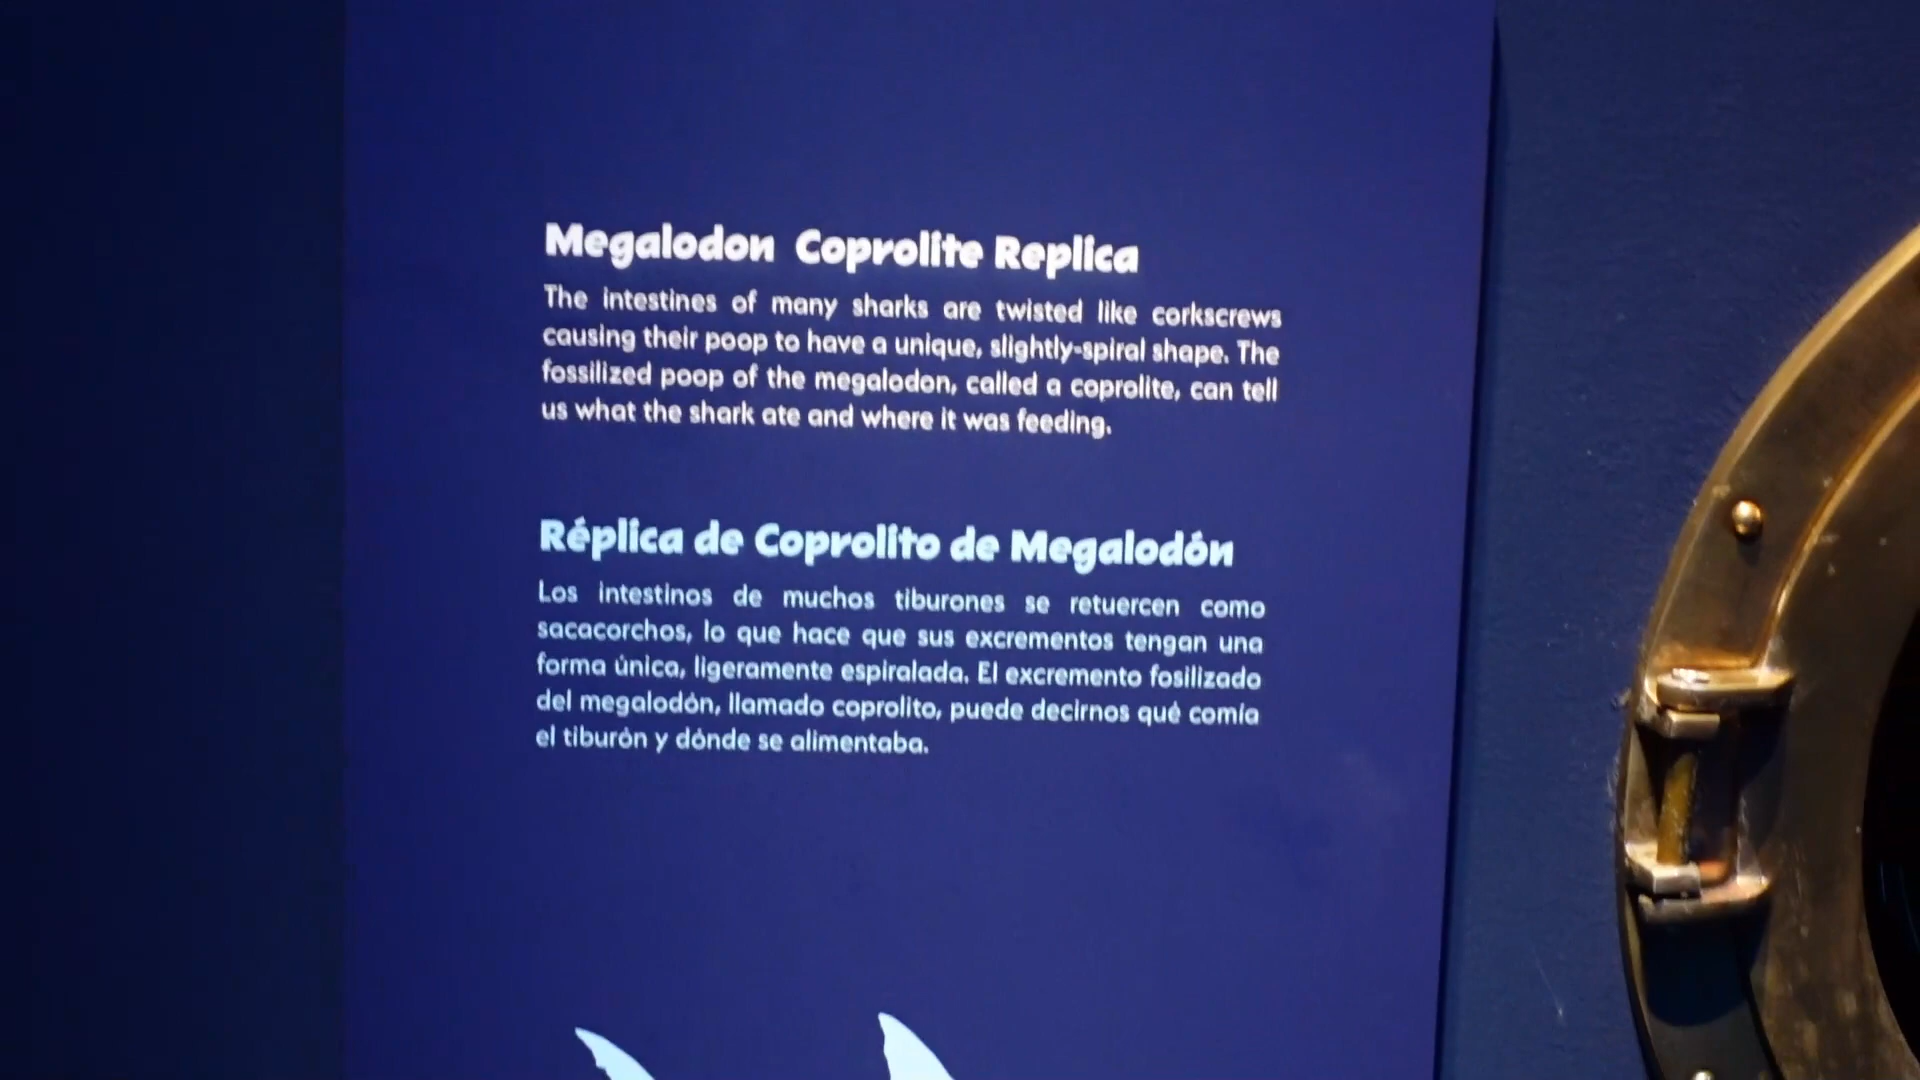 Megalodon Coprolite Replica
The intestines of many sharks are twisted like corkscrews
causing their poop to have a unique, slightly-spiral shape. The
fossilized poop of the megalodon, called a coprolite, can tell
us what the shark ate and where it was feeding.
Réplica de Coprolito de Megalodón
Los intestinos de muchos tiburones se retuercen como
sacacorchos, lo que hace que sus excrementos tengan una
forma única, ligeramente espiralada. El excremento fosilizado
del megalodón, llamado coprolito, puede decirnos qué comía
el tiburón y dónde se alimentaba.